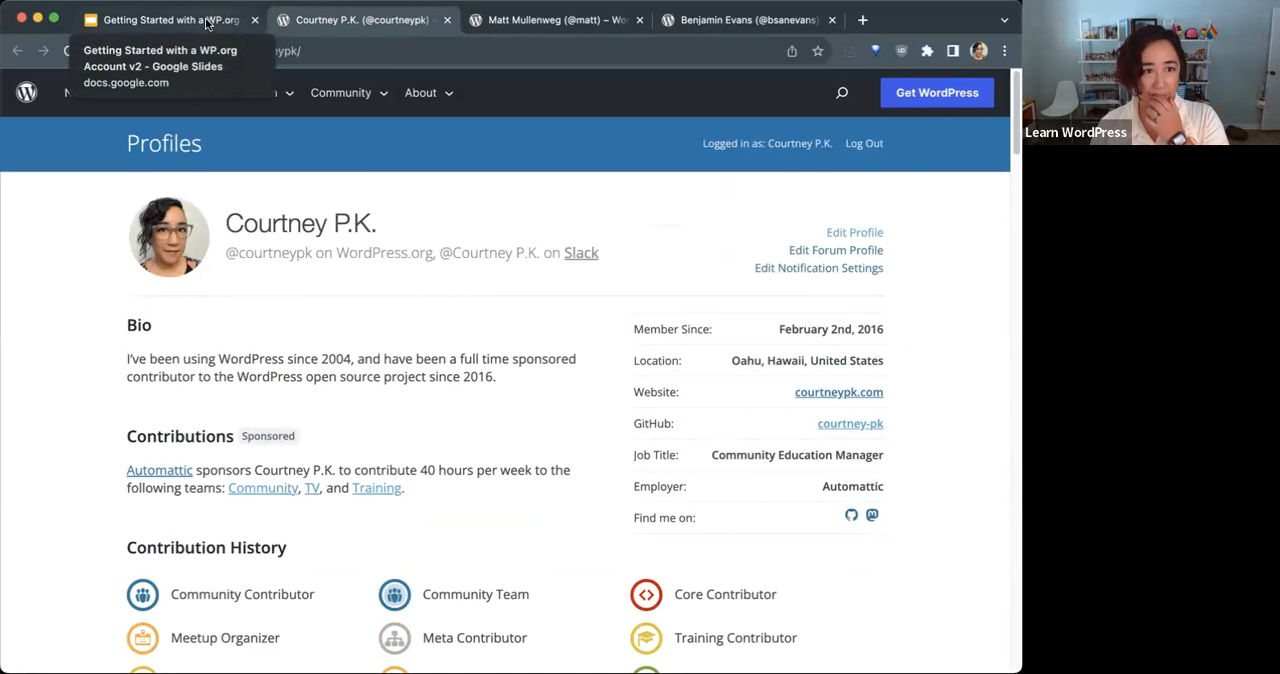 Getting Started with a WP.org
Courtney P.K. (@courtneypk)
Matt Mullenweg (@matt) – Wo
Benjamin Evans (@bsanevans)
Getting Started with a WP.org
Account v2 - Google Slides
docs.google.com
eypk/
Community
About
Get WordPress
Profiles
Logged in as: Courtney P.K.
Log Out
Learn WordPress
Courtney P.K.
@courtneypk on WordPress.org, @Courtney P.K. on Slack
Edit Profile
Edit Forum Profile
Edit Notification Settings
Bio
I've been using WordPress since 2004, and have been a full time sponsored
contributor to the WordPress open source project since 2016.
Member Since: February 2nd, 2016
Location: Oahu, Hawaii, United States
Website: courtneypk.com
GitHub: courtney-pk
Job Title: Community Education Manager
Employer: Automattic
Find me on:
Contributions Sponsored
Automattic sponsors Courtney P.K. to contribute 40 hours per week to the
following teams: Community, TV, and Training.
Contribution History
Community Contributor
Community Team
Core Contributor
Meetup Organizer
Meta Contributor
Training Contributor